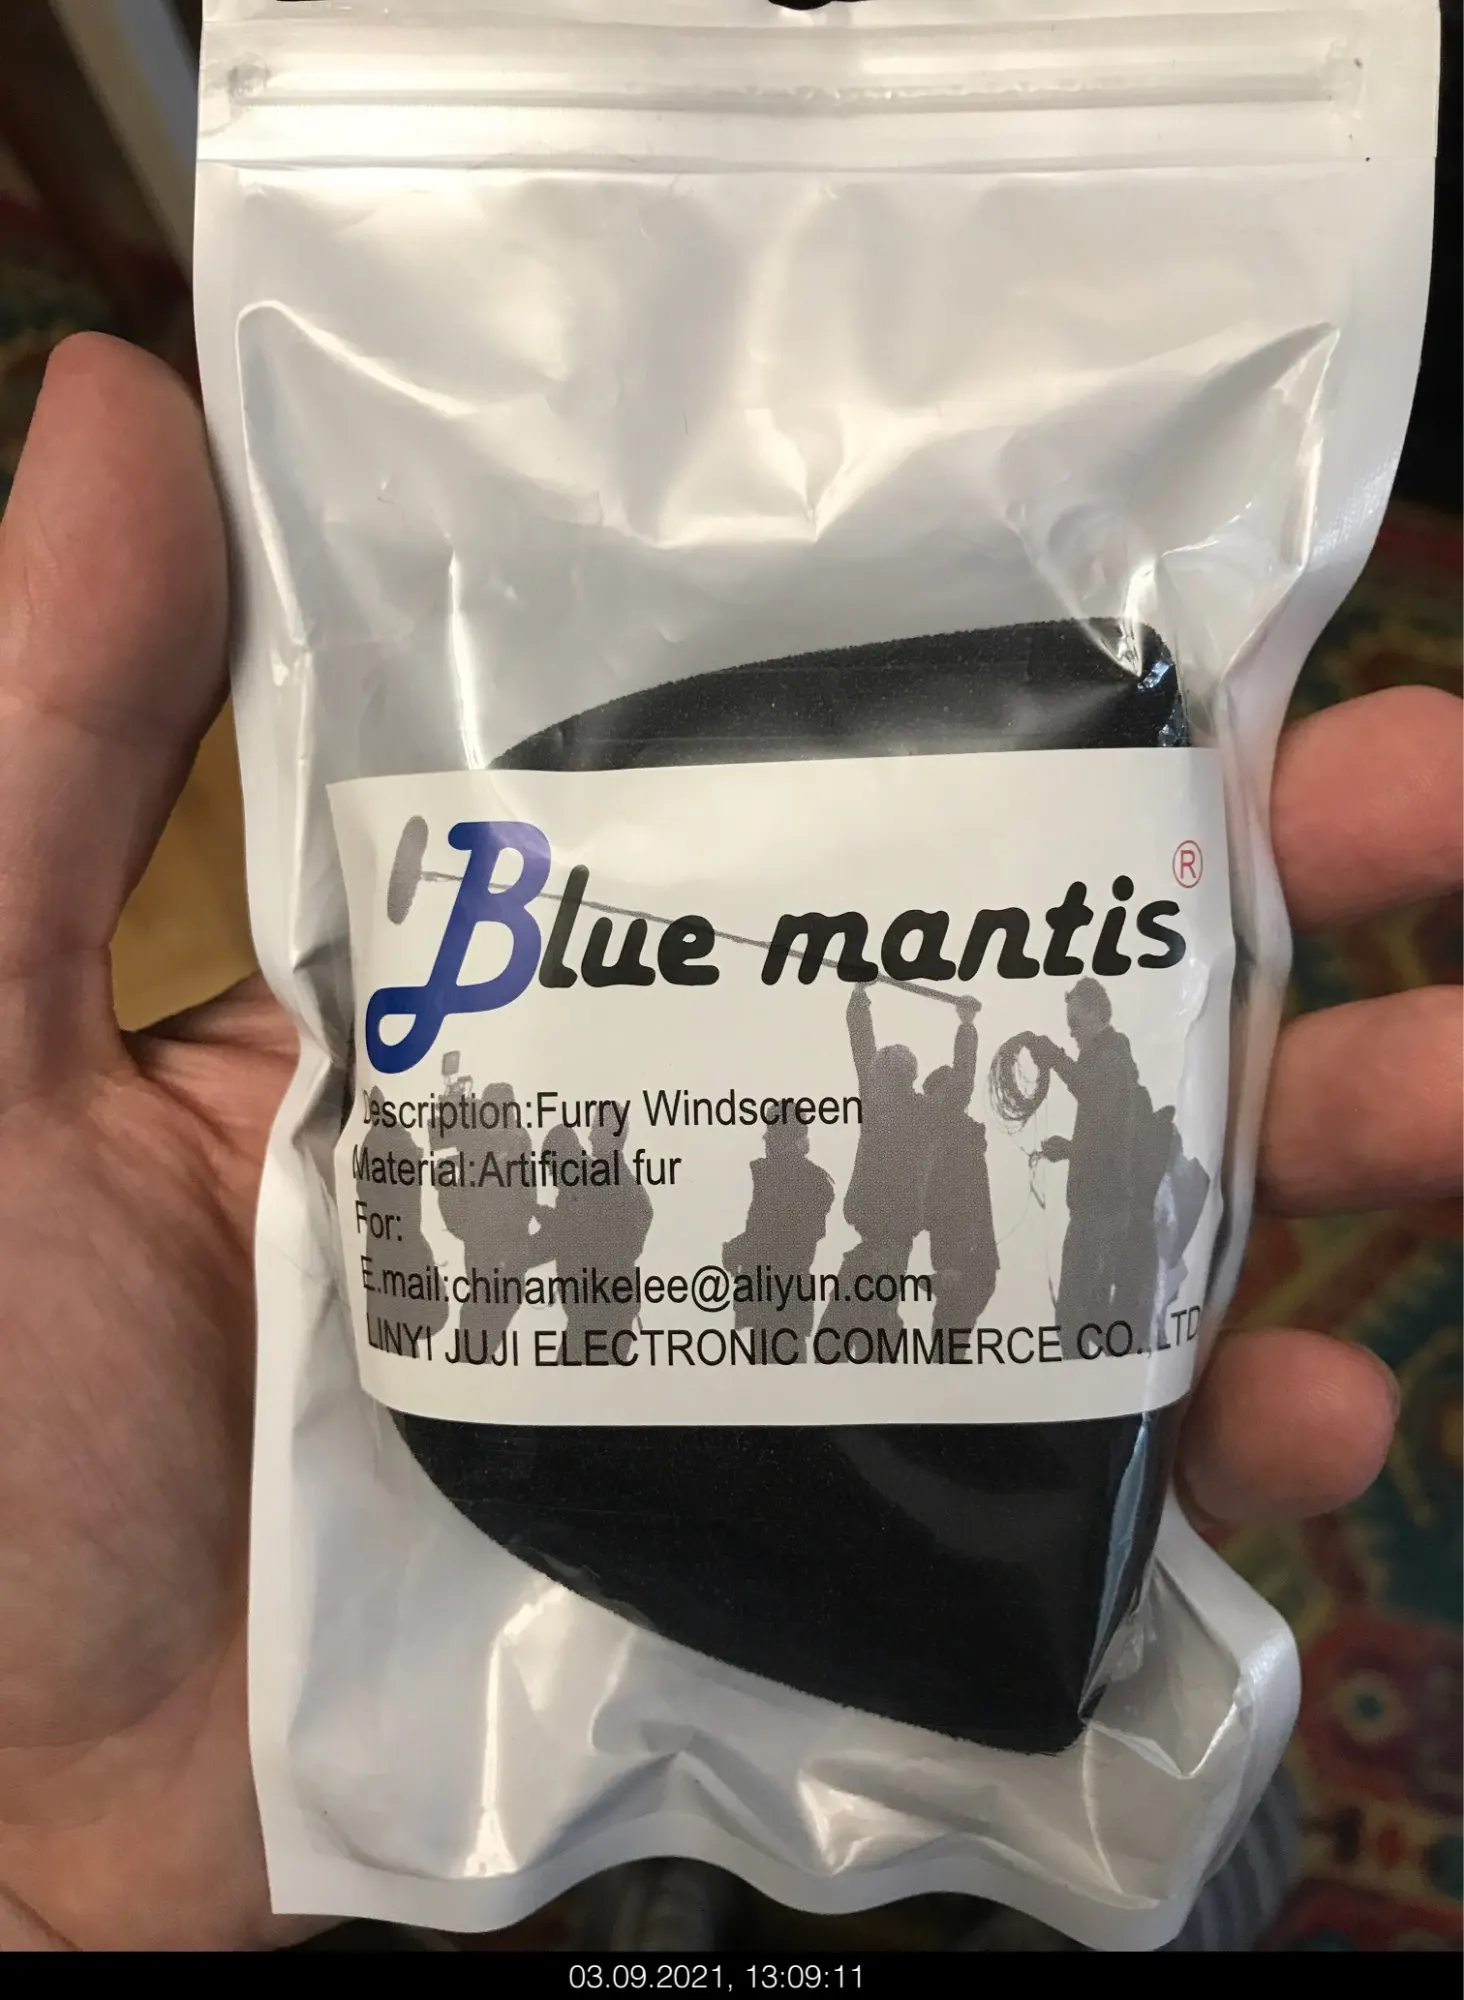 Blue mantis ®
Description:Furry Windscreen
Material:Artificial fur
For:
E.mail:chinamikelee@aliyun.com
LINYI JUJI ELECTRONIC COMMERCE CO.,LTD
03.09.2021, 13:09:11